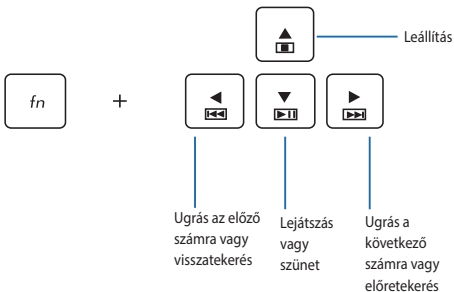 Leállítás
fn
+
Ugrás az előző
számra vagy
visszatekerés
Lejátszás
vagy
szünet
Ugrás a
következő
számra vagy
előretekerés